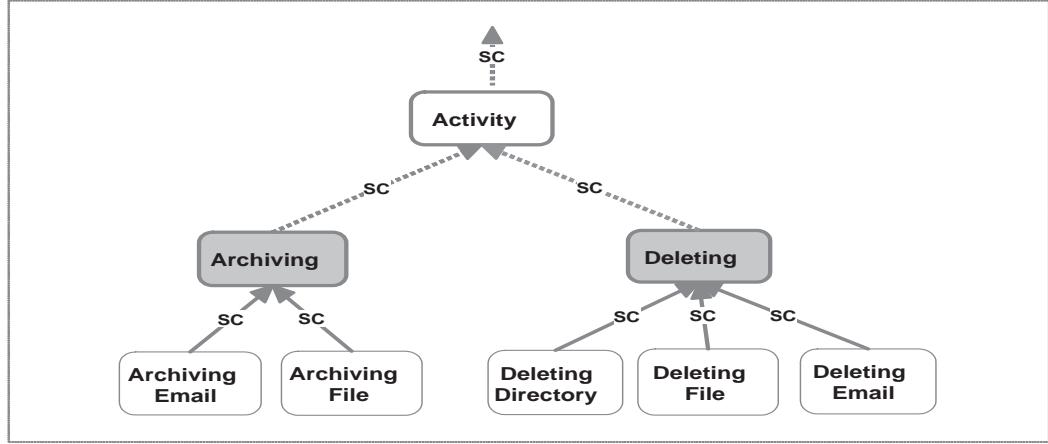 SC
Activity
SC
SC
Archiving
Deleting
SC
SC
SC
SC
SC
Archiving
Email
Archiving
File
Deleting
Directory
Deleting
File
Deleting
Email